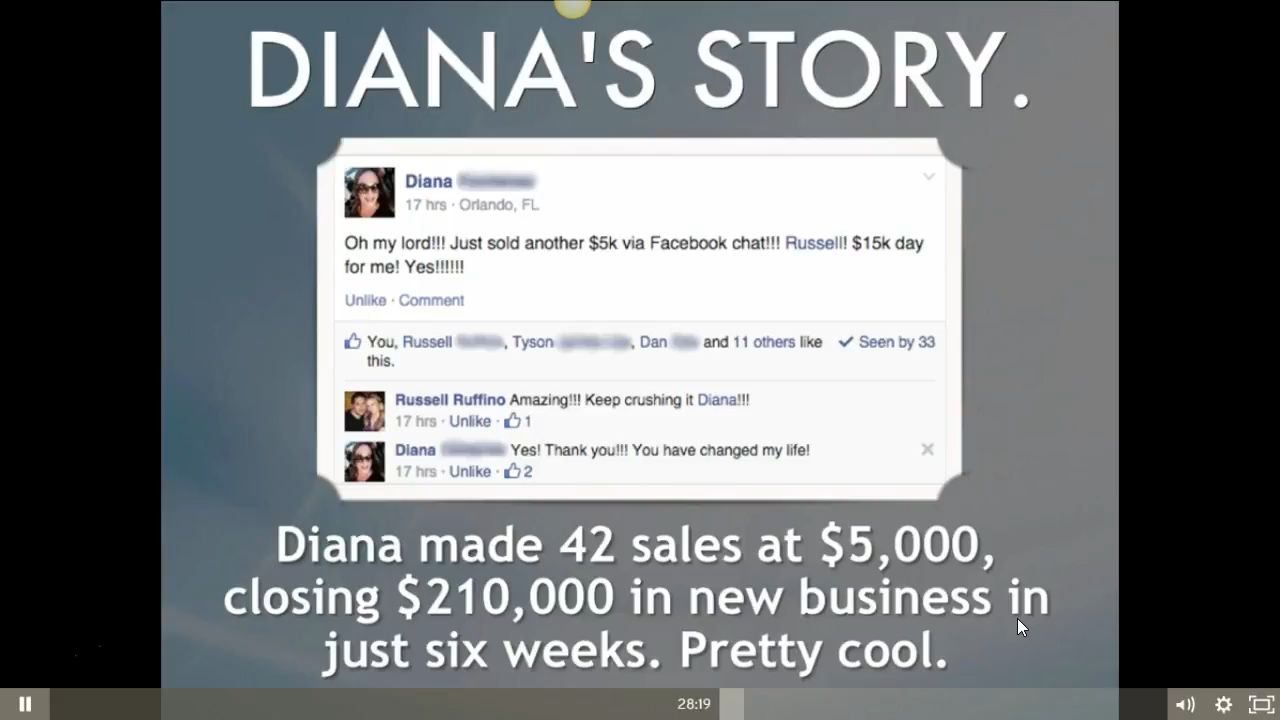 DIANA'S STORY.
Diana
17 hrs · Orlando, FL
Oh my lord!!! Just sold another $5k via Facebook chat!!! Russell! $15k day
for me! Yes!!!!!!
Unlike · Comment
You, Russell , Tyson , Dan and 11 others like
this.
Seen by 33
Russell Ruffino Amazing!!! Keep crushing it Diana!!!
17 hrs · Unlike · 1
Diana Yes! Thank you!!! You have changed my life!
17 hrs · Unlike · 2
Diana made 42 sales at $5,000,
closing $210,000 in new business in
just six weeks. Pretty cool.
28:19